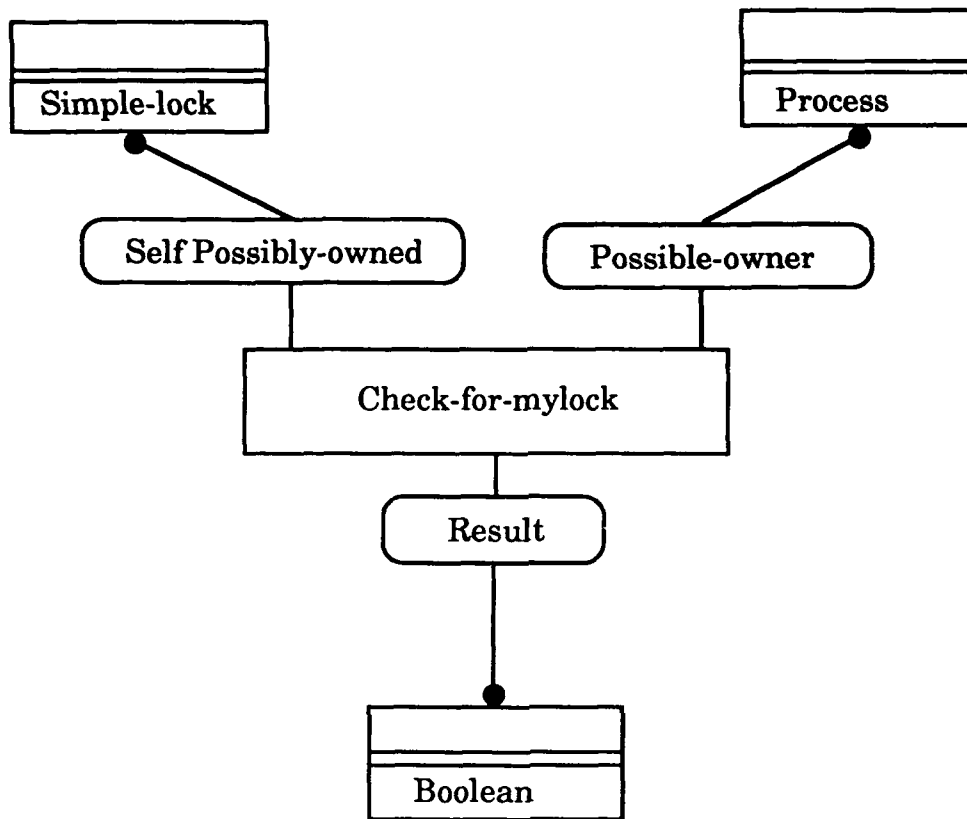 Simple-lock
Process
Self Possibly-owned
Possible-owner
Check-for-mylock
Result
Boolean